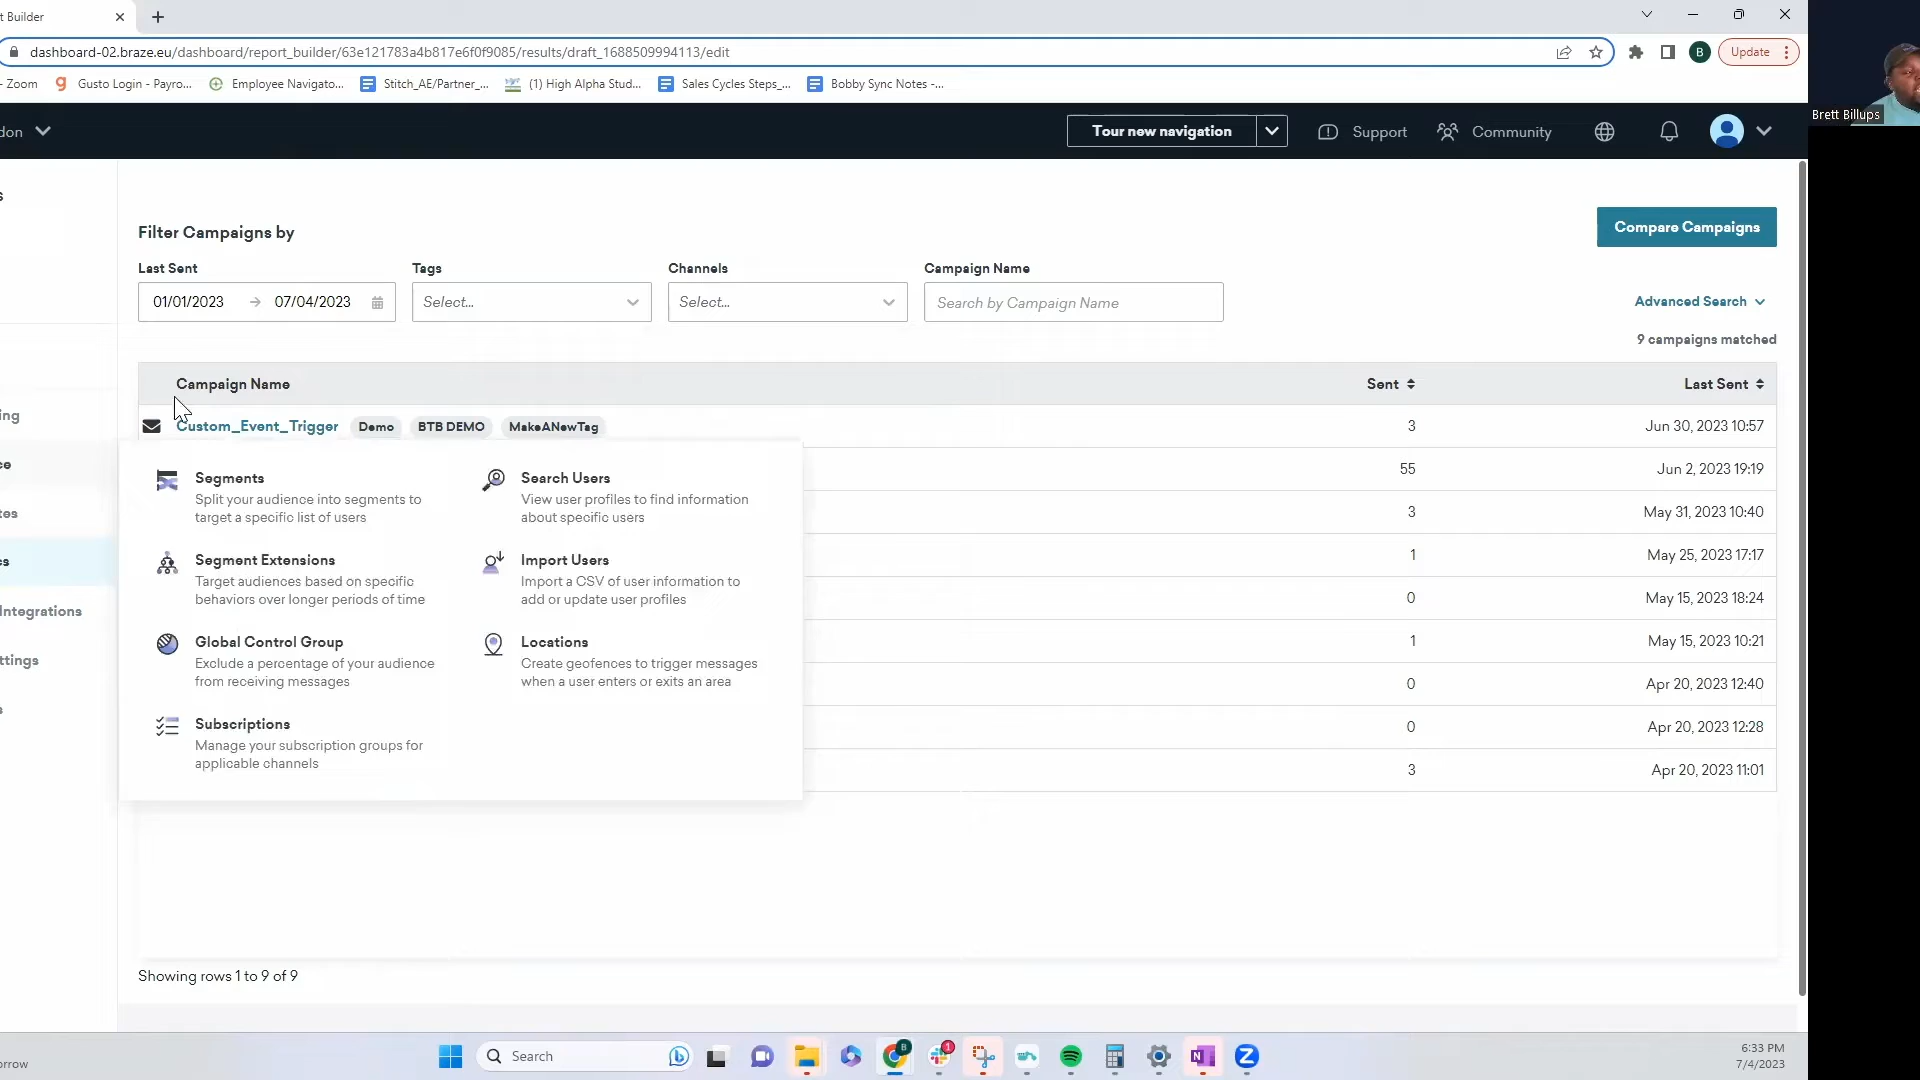 t Builder
dashboard-02.braze.eu/dashboard/report_builder/63e121783a4b817e6f0f9085/results/draft_1688509994113/edit
B
Update
- Zoom
Gusto Login - Payro...
Employee Navigato...
Stitch_AE/Partner_...
(1) High Alpha Stud...
Sales Cycles Steps_...
Bobby Sync Notes -...
Brett Billups
don
Tour new navigation
Support
Community
s
Filter Campaigns by
Compare Campaigns
Last Sent
Tags
Channels
Campaign Name
01/01/2023 → 07/04/2023
Select...
Select...
Search by Campaign Name
Advanced Search
9 campaigns matched
Campaign Name
Sent
Last Sent
ing
Custom_Event_Trigger
Demo
BTB DEMO
MakeANewTag
3
Jun 30, 2023 10:57
ce
Segments
Split your audience into segments to
target a specific list of users
Search Users
View user profiles to find information
about specific users
55
Jun 2, 2023 19:19
tes
3
May 31, 2023 10:40
cs
Segment Extensions
Target audiences based on specific
behaviors over longer periods of time
Import Users
Import a CSV of user information to
add or update user profiles
1
May 25, 2023 17:17
Integrations
0
May 15, 2023 18:24
ttings
Global Control Group
Exclude a percentage of your audience
from receiving messages
Locations
Create geofences to trigger messages
when a user enters or exits an area
1
May 15, 2023 10:21
0
Apr 20, 2023 12:40
s
Subscriptions
Manage your subscription groups for
applicable channels
0
Apr 20, 2023 12:28
3
Apr 20, 2023 11:01
Showing rows 1 to 9 of 9
orrow
Search
B
1
N
Z
6:33 PM
7/4/2023